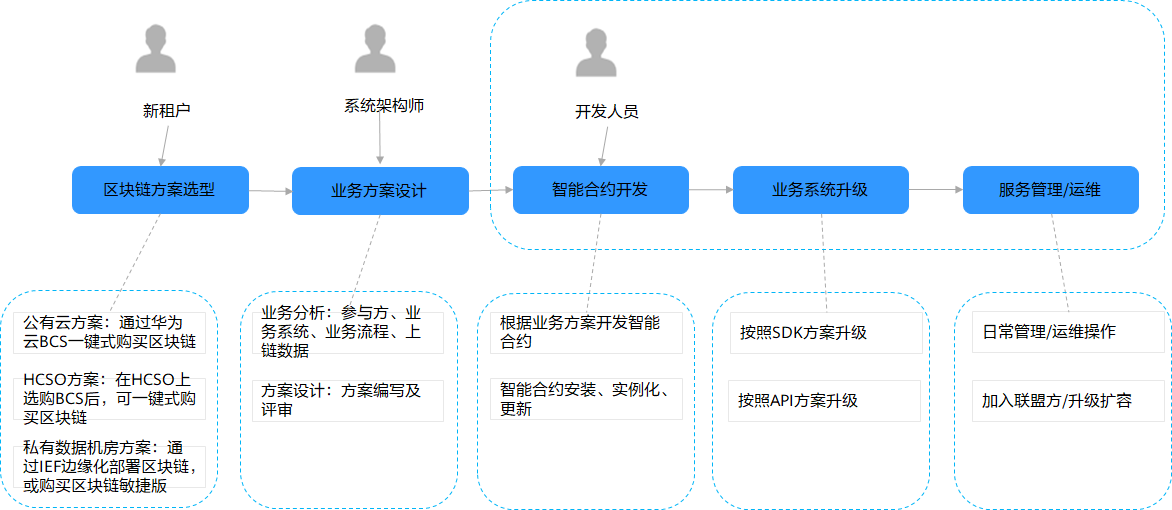 新租户
系统架构师
开发人员
区块链方案选型
业务方案设计
智能合约开发
业务系统升级
服务管理/运维
公有云方案：通过华为
云BCS一键式购买区块链
HCSO方案：在HCSO上
选购BCS后，可一键式购
买区块链
私有数据机房方案：通
过IEF边缘化部署区块链，
或购买区块链敏捷版
业务分析：参与方、业
务系统、业务流程、上
链数据
方案设计：方案编写及
评审
根据业务方案开发智能
合约
智能合约安装、实例化、
更新
按照SDK方案升级
按照API方案升级
日常管理/运维操作
加入联盟方/升级扩容